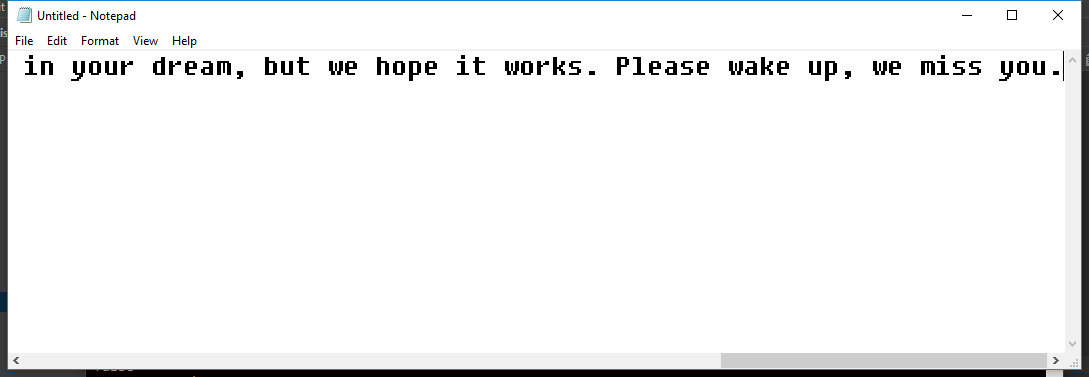 Untitled - Notepad
File Edit Format View Help
in your dream, but we hope it works. Please wake up, we miss you.